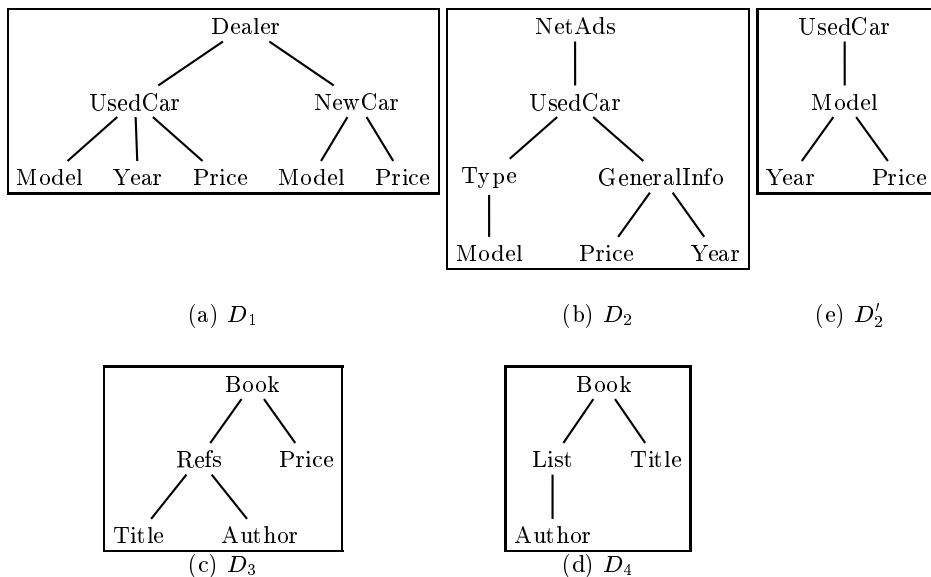 Dealer
UsedCar NewCar
Model Year Price Model Price
(a) D₁
NetAds
UsedCar
Type GeneralInfo
Model Price Year
(b) D₂
UsedCar
Model
Year Price
(e) D′₂
Book
Refs Price
Title Author
(c) D₃
Book
List Title
Author
(d) D₄